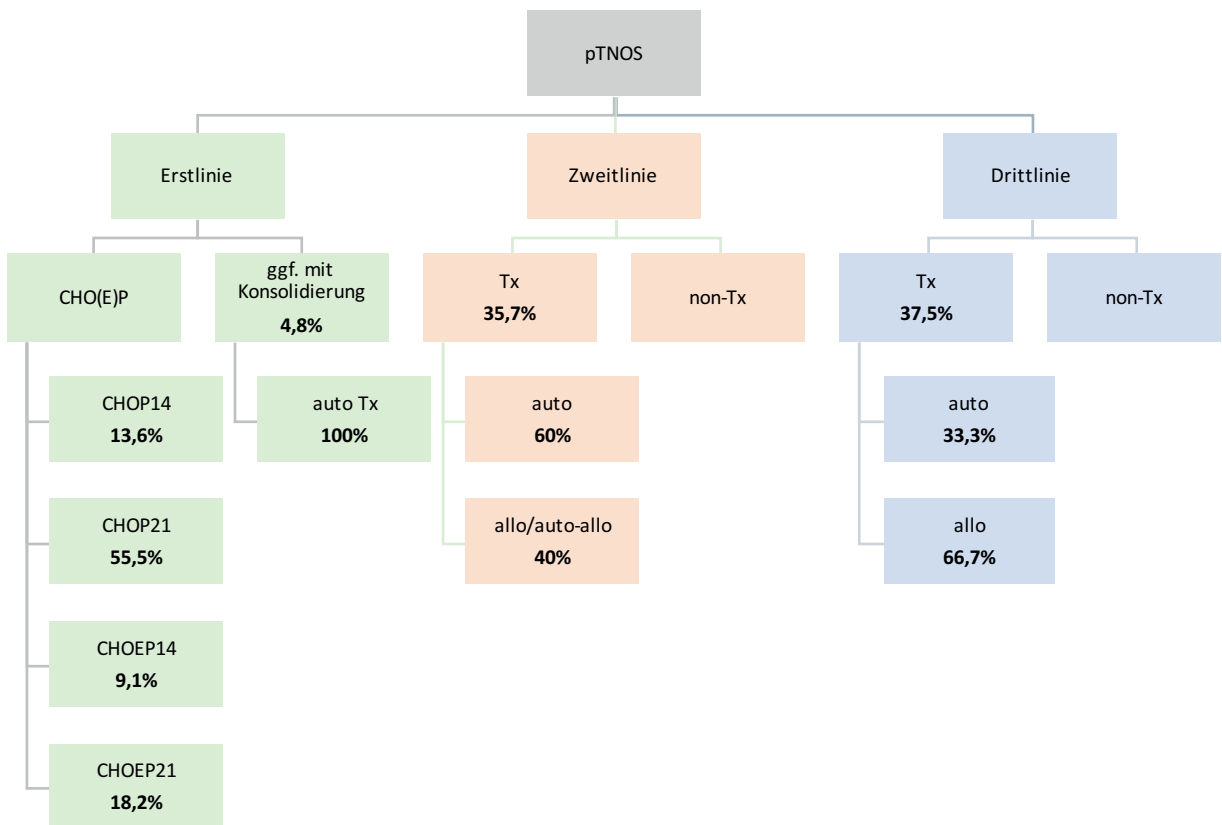 pTNOS
Erstlinie
Zweitlinie
Drittlinie
CHO(E)P
ggf. mit
Konsolidierung
4,8%
Tx
35,7%
non-Tx
Tx
37,5%
non-Tx
CHOP14
13,6%
auto Tx
100%
auto
60%
auto
33,3%
CHOP21
55,5%
allo/auto-allo
40%
allo
66,7%
CHOEP14
9,1%
CHOEP21
18,2%